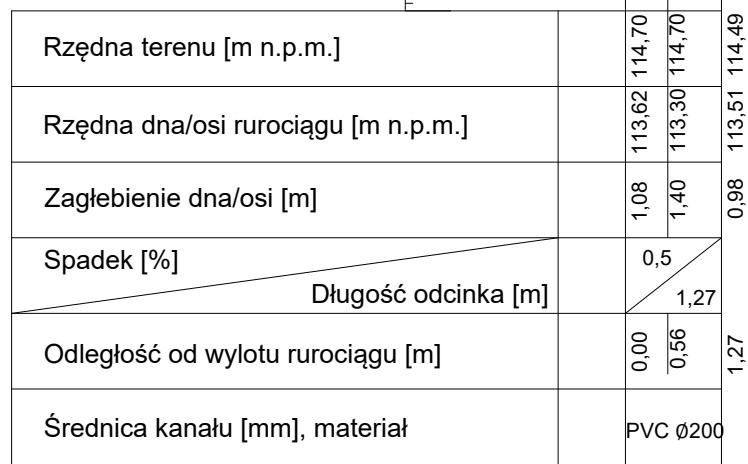 Rzędna terenu [m n.p.m.] 114,70 114,70 114,49
Rzędna dna/osi rurociągu [m n.p.m.] 113,62 113,30 113,51
Zagłebienie dna/osi [m] 1,08 1,40 0,98
Spadek [%] 0,5
Długość odcinka [m] 1,27
Odległość od wylotu rurociągu [m] 0,00 0,56 1,27
Średnica kanału [mm], materiał PVC Ø200